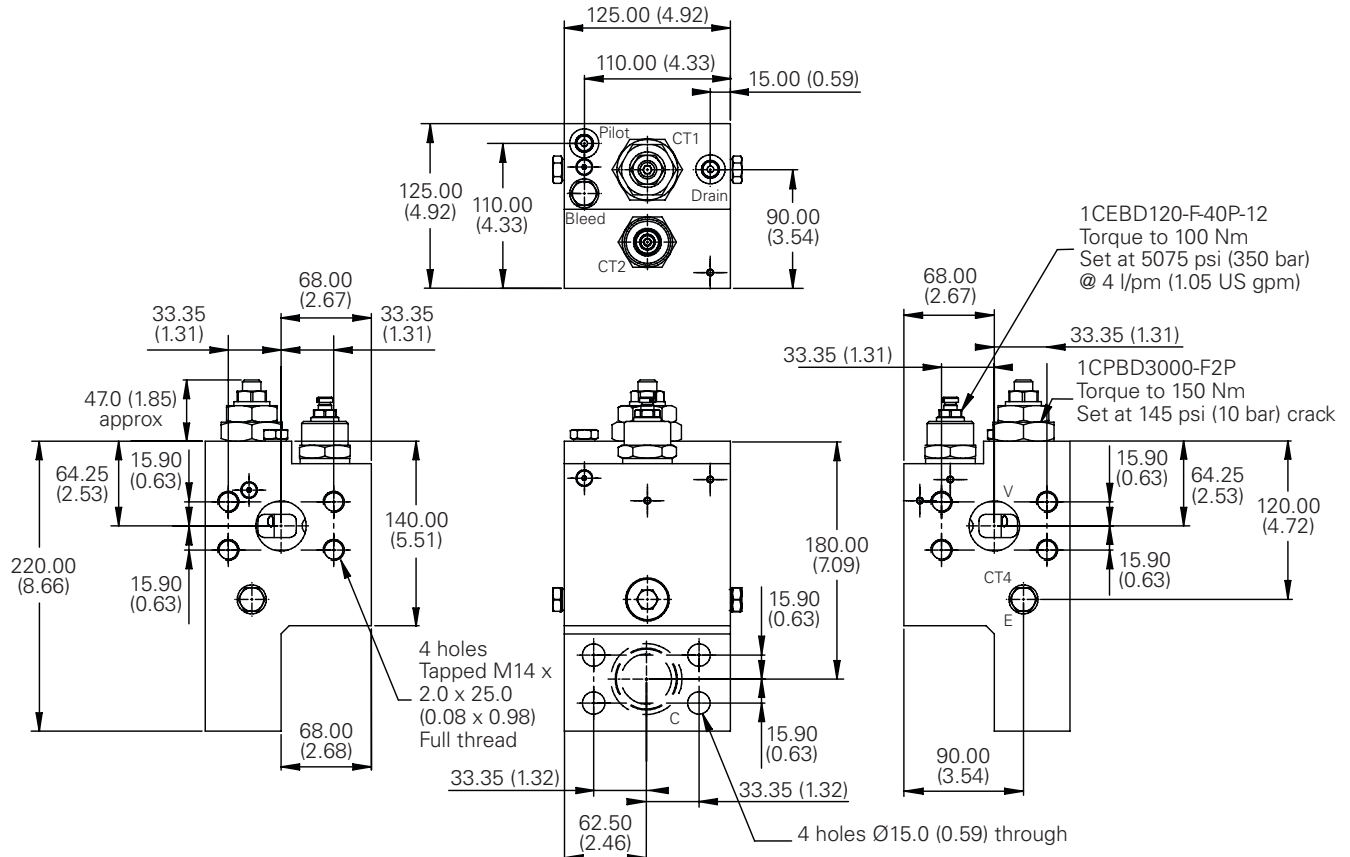 125.00 (4.92)
110.00 (4.33)
15.00 (0.59)
Pilot
CT1
125.00
(4.92)
110.00
(4.33)
Drain
Bleed
90.00
(3.54)
CT2
1CEBD120-F-40P-12
Torque to 100 Nm
Set at 5075 psi (350 bar)
@ 4 l/pm (1.05 US gpm)
68.00
(2.67)
33.35
(1.31)
33.35
(1.31)
47.0 (1.85)
approx
15.90
(0.63)
64.25
(2.53)
220.00
(8.66)
15.90
(0.63)
140.00
(5.51)
4 holes
Tapped M14 x
2.0 x 25.0
(0.08 x 0.98)
Full thread
68.00
(2.68)
180.00
(7.09)
15.90
(0.63)
C
15.90
(0.63)
33.35 (1.32)
33.35 (1.32)
62.50
(2.46)
4 holes Ø15.0 (0.59) through
68.00
(2.67)
33.35 (1.31)
33.35 (1.31)
1CPBD3000-F2P
Torque to 150 Nm
Set at 145 psi (10 bar) crack
15.90
(0.63)
64.25
(2.53)
V
120.00
(4.72)
15.90
(0.63)
CT4
E
90.00
(3.54)